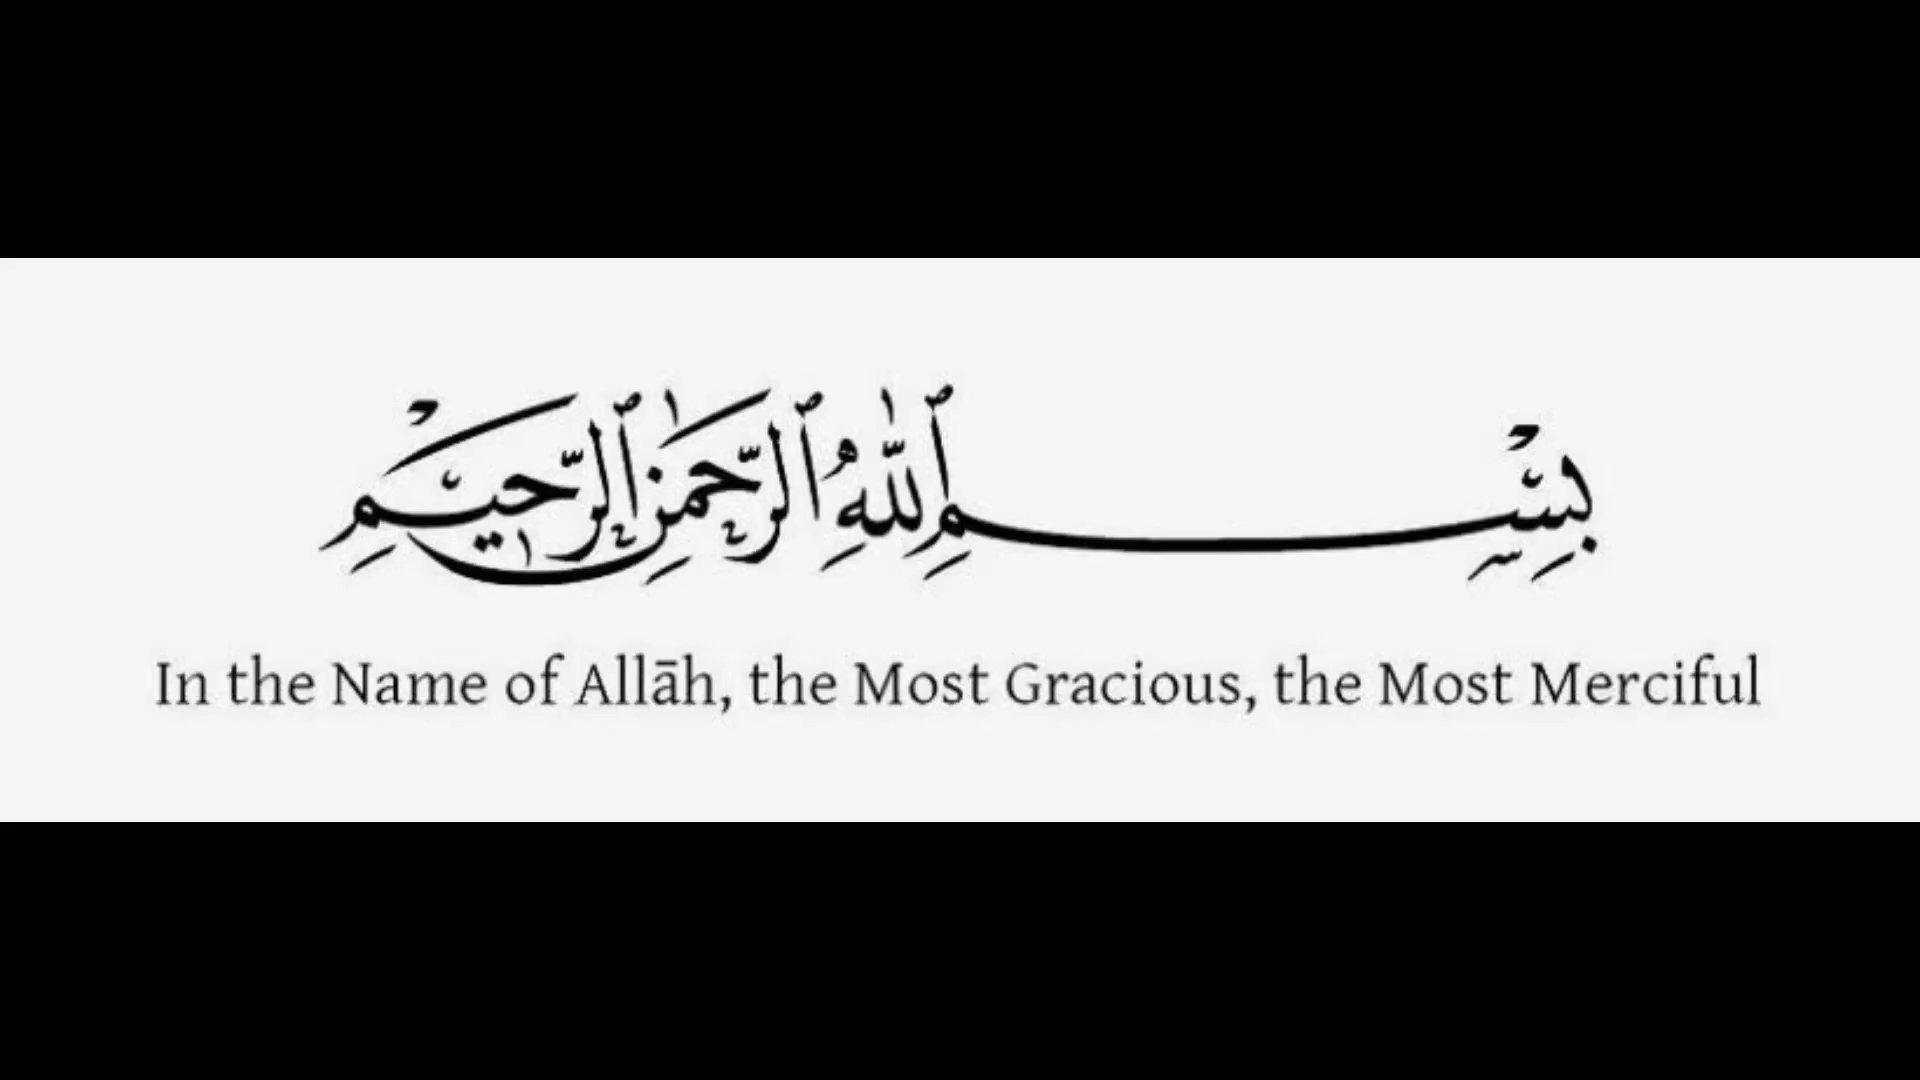 بِسْمِ ٱللَّٰهِ ٱلرَّحْمَٰنِ ٱلرَّحِيمِ
In the Name of Allāh, the Most Gracious, the Most Merciful